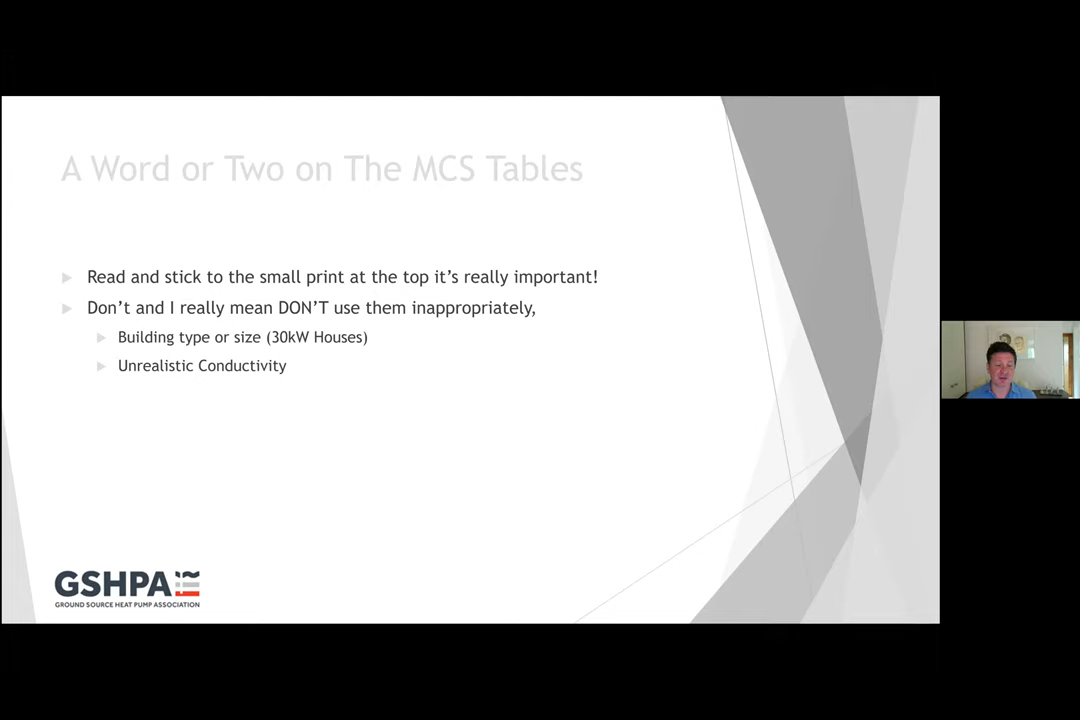 A Word or Two on The MCS Tables
Read and stick to the small print at the top it's really important!
Don't and I really mean DON'T use them inappropriately,
Building type or size (30kW Houses)
Unrealistic Conductivity
GSHPA
GROUND SOURCE HEAT PUMP ASSOCIATION